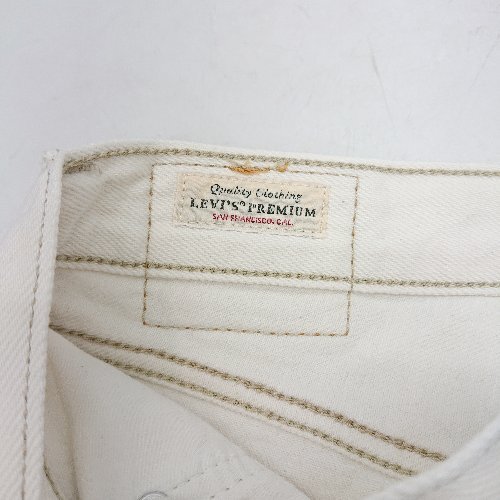 Quality Clothing
LEVI'S® PREMIUM
SAN FRANCISCO, CAL.